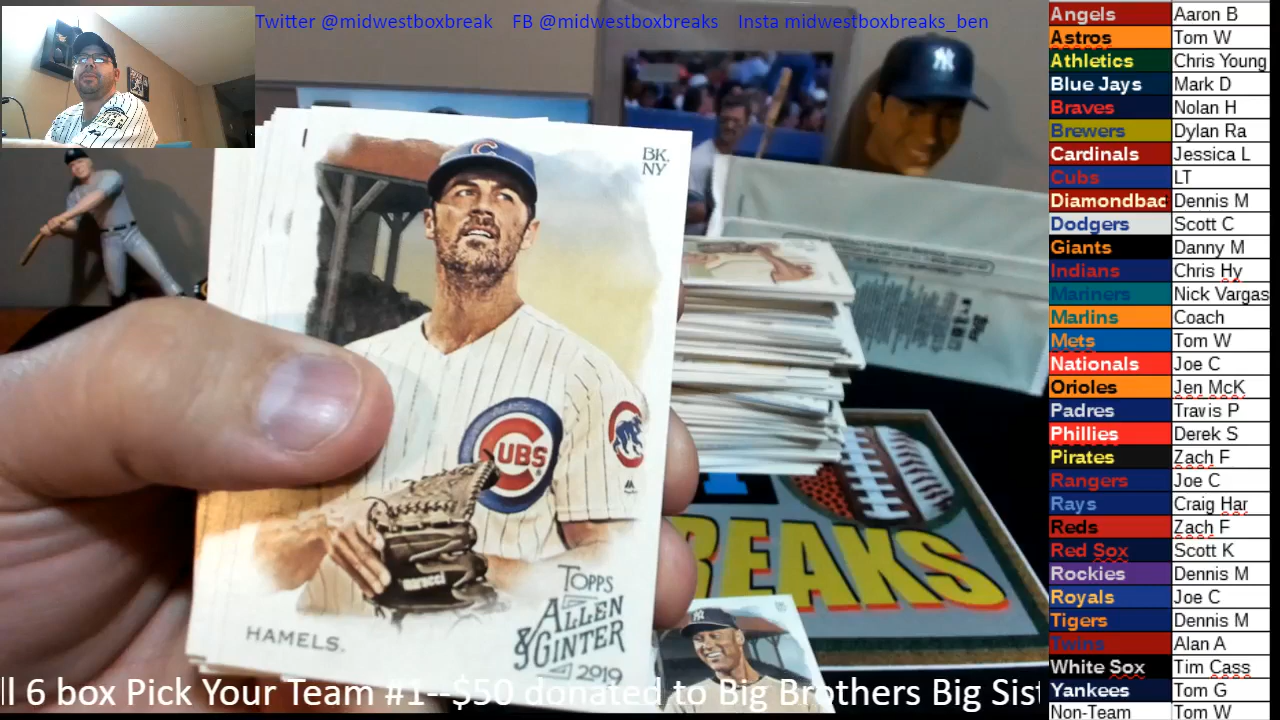 Twitter @midwestboxbreak FB @midwestboxbreaks Insta midwestboxbreaks_ben
BK.
NY
C
CUBS
marucci
TOPPS
ALLEN
& GINTER
2019
HAMELS.
NY
BREAKS
ll 6 box Pick Your Team #1--$50 donated to Big Brothers Big Sist
Angels Aaron B
Astros Tom W
Athletics Chris Young
Blue Jays Mark D
Braves Nolan H
Brewers Dylan Ra
Cardinals Jessica L
Cubs LT
Diamondbac Dennis M
Dodgers Scott C
Giants Danny M
Indians Chris Hy
Mariners Nick Vargas
Marlins Coach
Mets Tom W
Nationals Joe C
Orioles Jen McK
Padres Travis P
Phillies Derek S
Pirates Zach F
Rangers Joe C
Rays Craig Har
Reds Zach F
Red Sox Scott K
Rockies Dennis M
Royals Joe C
Tigers Dennis M
Twins Alan A
White Sox Tim Cass
Yankees Tom G
Non-Team Tom W